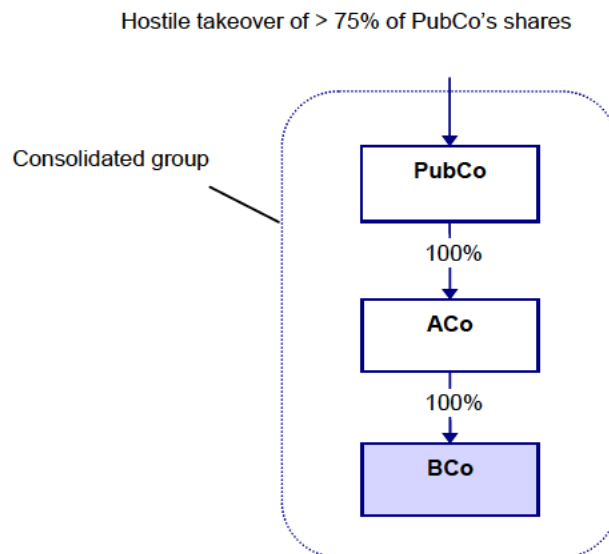 Hostile takeover of > 75% of PubCo’s shares
Consolidated group
PubCo
100%
ACo
100%
BCo